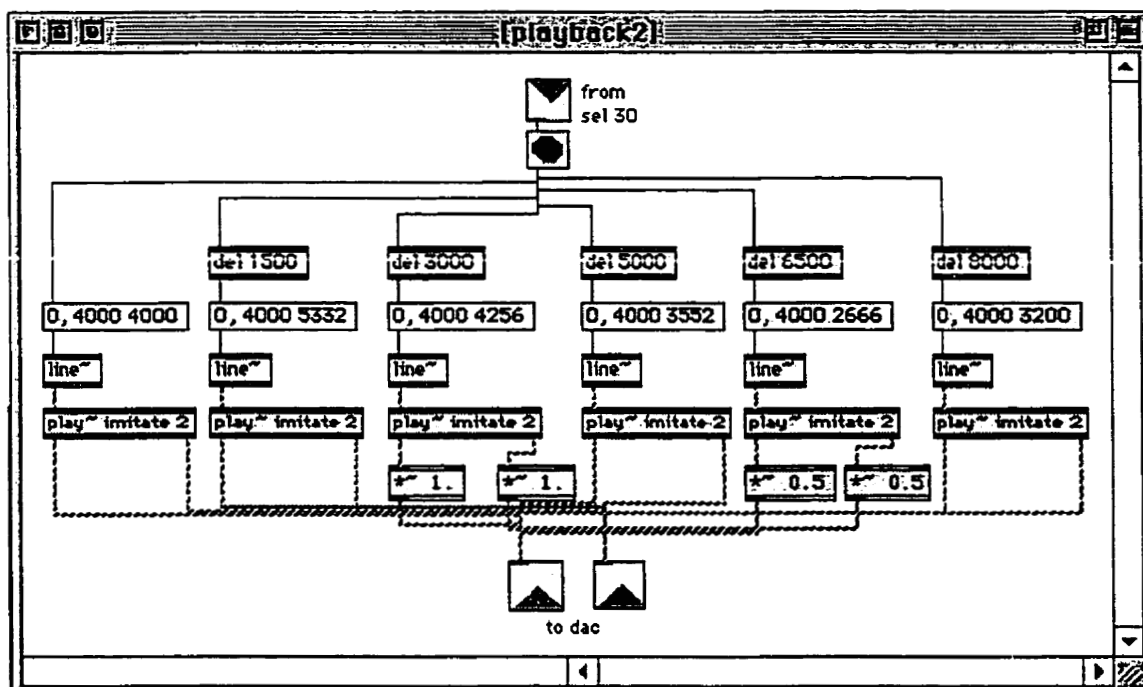 [playback2]
from
sel 30
del 1500
del 3000
del 5000
del 6500
del 8000
0, 4000 4000
0, 4000 5332
0, 4000 4256
0, 4000 3552
0, 4000 2666
0, 4000 3200
line~
line~
line~
line~
line~
line~
play~ imitate 2
play~ imitate 2
play~ imitate 2
play~ imitate 2
play~ imitate 2
play~ imitate 2
*~ 1.
*~ 1.
*~ 0.5
*~ 0.5
to dac